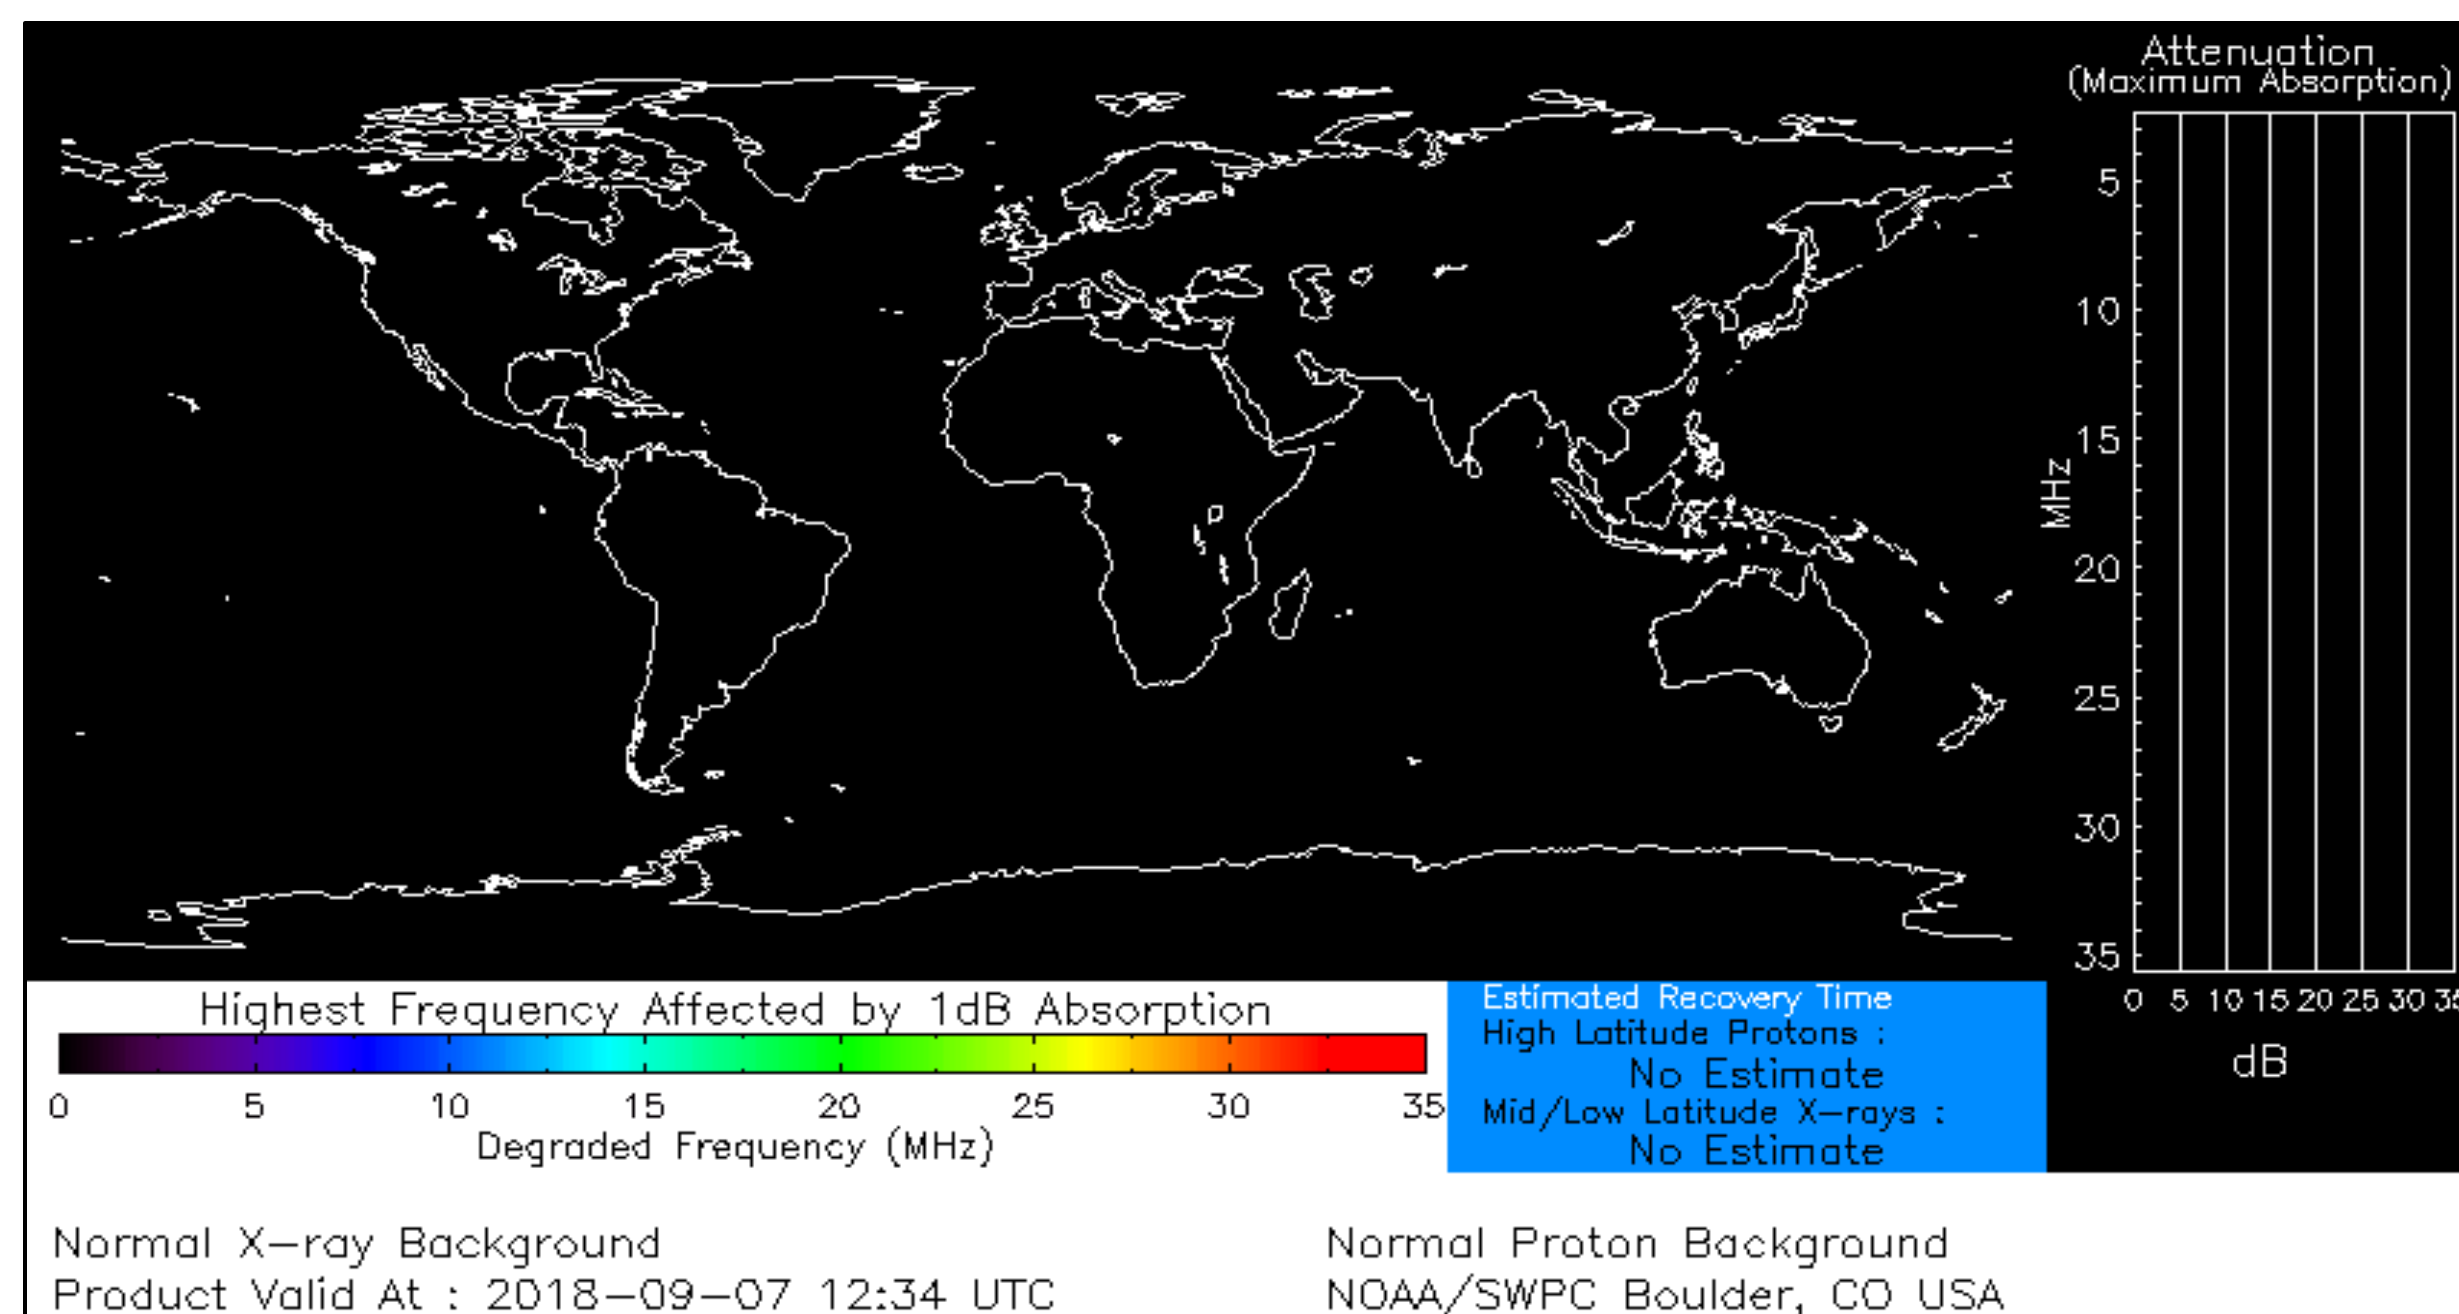 Attenuation
(Maximum Absorption)
5
10
15
20
25
30
35
MHz
0 5 10 15 20 25 30
dB
Highest Frequency Affected by 1dB Absorption
0 5 10 15 20 25 30 35
Degraded Frequency (MHz)
Estimated Recovery Time
High Latitude Protons :
No Estimate
Mid/Low Latitude X-rays :
No Estimate
Normal X-ray Background
Normal Proton Background
Product Valid At : 2018-09-07 12:34 UTC
NOAA/SWPC Boulder, CO USA